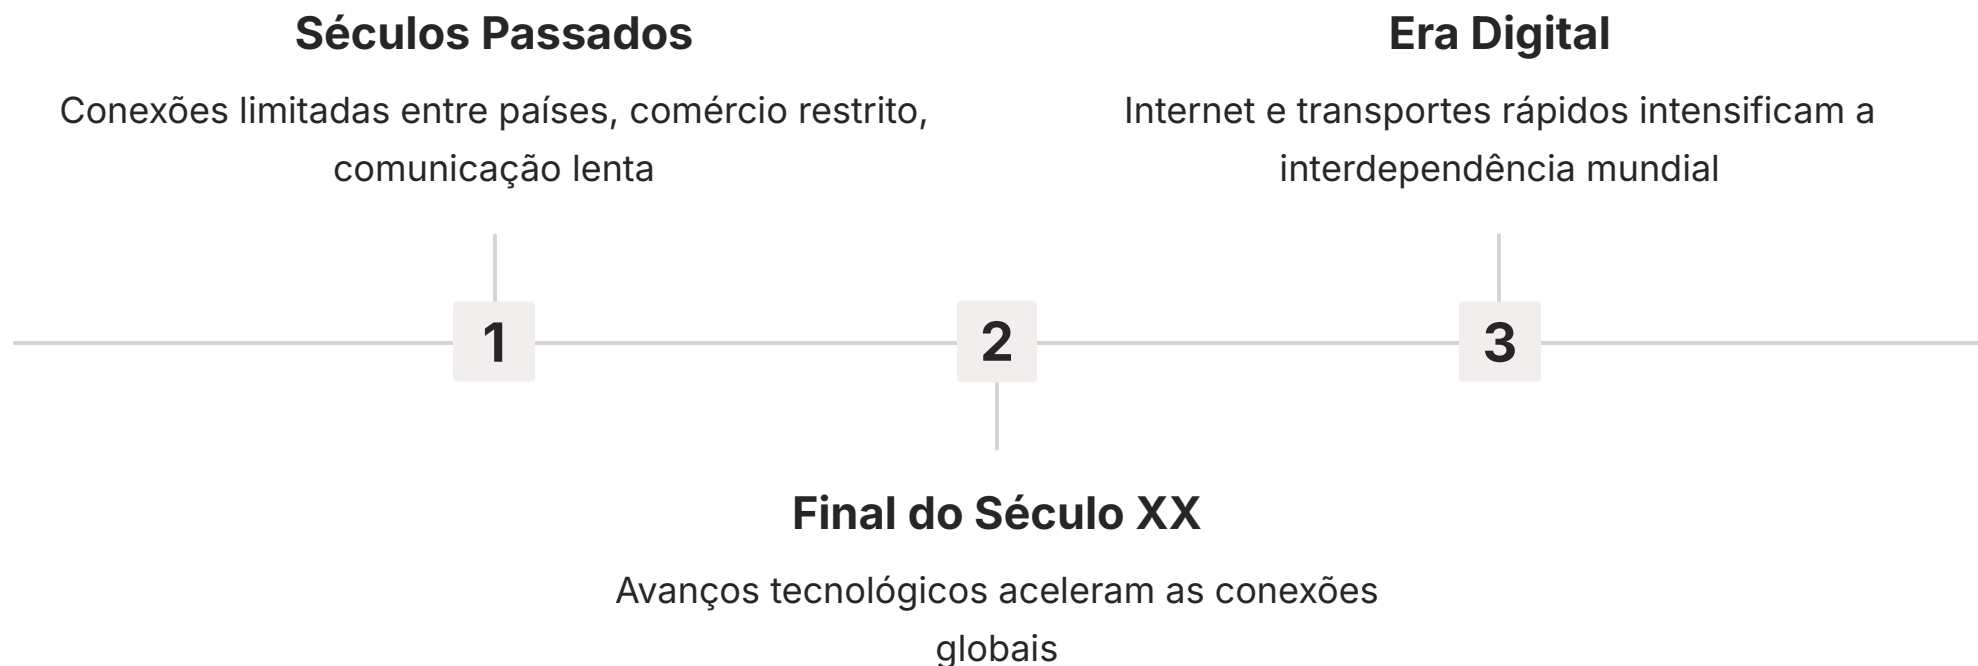 Séculos Passados
Conexões limitadas entre países, comércio restrito,
comunicação lenta
Era Digital
Internet e transportes rápidos intensificam a
interdependência mundial
1
2
3
Final do Século XX
Avanços tecnológicos aceleram as conexões
globais